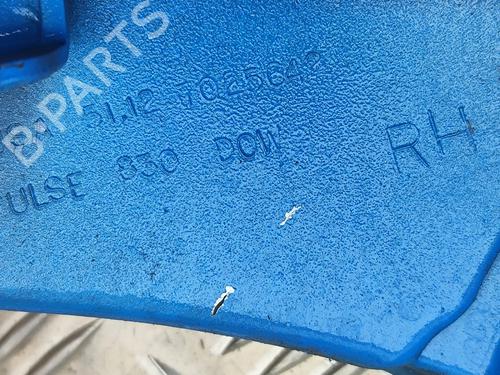 B-PARTS
51.12 7025642
ULSE 830 DOW
RH